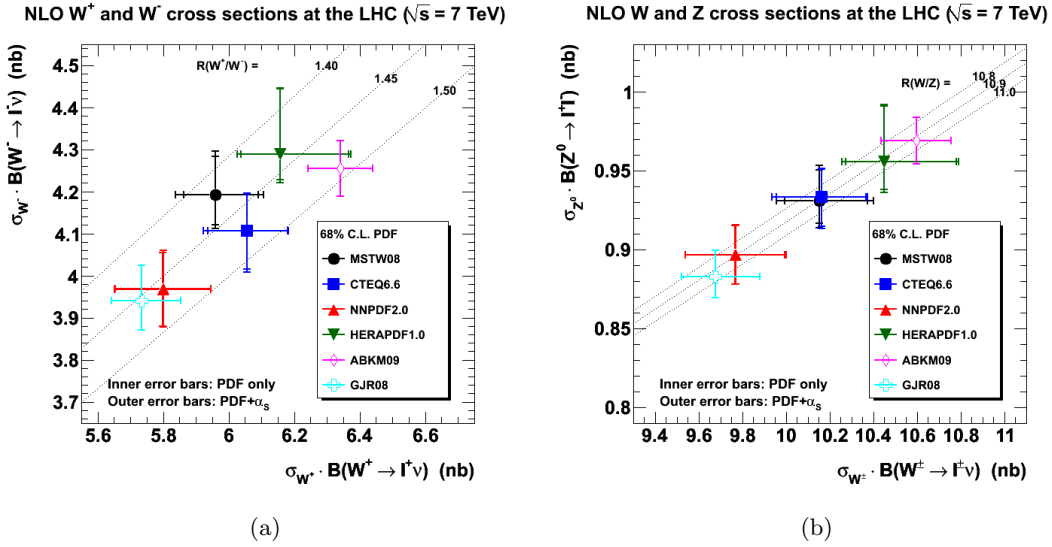 NLO W⁺ and W⁻ cross sections at the LHC (√s = 7 TeV)
σ_W⁻ · B(W⁻ → l⁻ν) (nb)
R(W⁺/W⁻) =
1.40
1.45
1.50
4.5
4.4
4.3
4.2
4.1
4
3.9
3.8
3.7
68% C.L. PDF
MSTW08
CTEQ6.6
NNPDF2.0
HERAPDF1.0
ABKM09
GJR08
Inner error bars: PDF only
Outer error bars: PDF+α_S
5.6 5.8 6 6.2 6.4 6.6
σ_W⁺ · B(W⁺ → l⁺ν) (nb)
(a)
NLO W and Z cross sections at the LHC (√s = 7 TeV)
σ_Z⁰ · B(Z⁰ → l⁺l⁻) (nb)
R(W/Z) =
10.8
10.9
11.0
1
0.95
0.9
0.85
0.8
68% C.L. PDF
MSTW08
CTEQ6.6
NNPDF2.0
HERAPDF1.0
ABKM09
GJR08
Inner error bars: PDF only
Outer error bars: PDF+α_S
9.4 9.6 9.8 10 10.2 10.4 10.6 10.8 11
σ_W± · B(W± → l±ν) (nb)
(b)